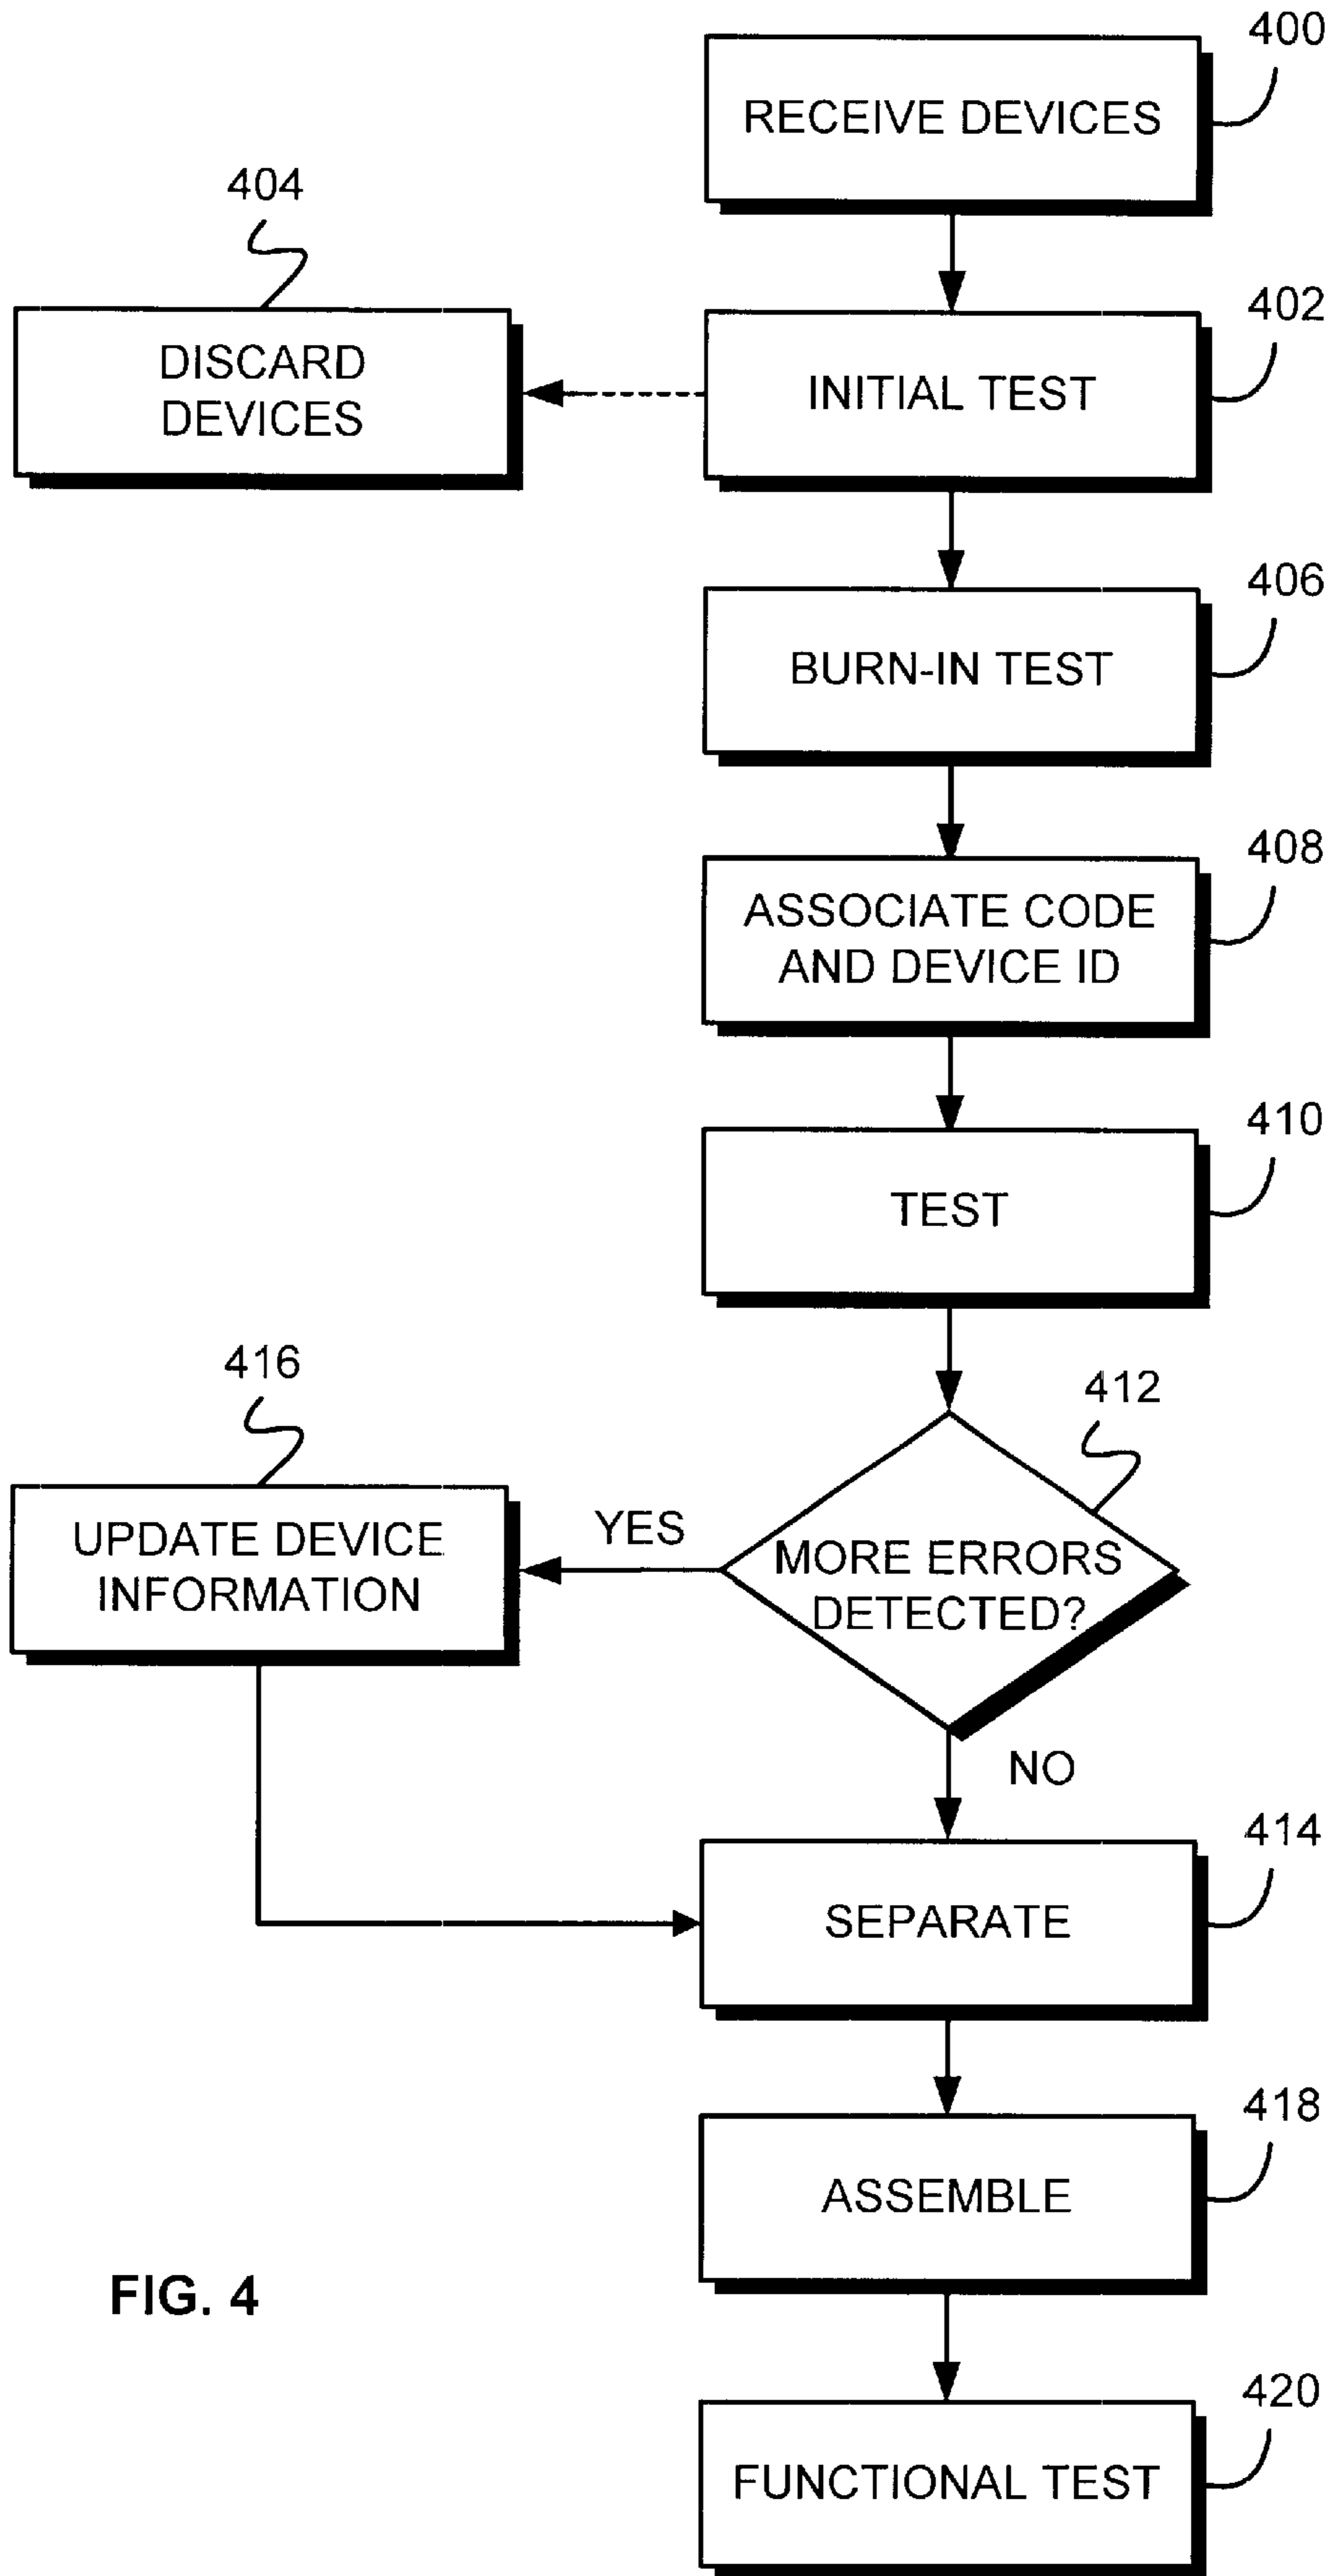 400
RECEIVE DEVICES
404
402
DISCARD
DEVICES
INITIAL TEST
406
BURN-IN TEST
408
ASSOCIATE CODE
AND DEVICE ID
410
TEST
416
412
UPDATE DEVICE
INFORMATION
YES
MORE ERRORS
DETECTED?
NO
414
SEPARATE
418
ASSEMBLE
FIG. 4
420
FUNCTIONAL TEST